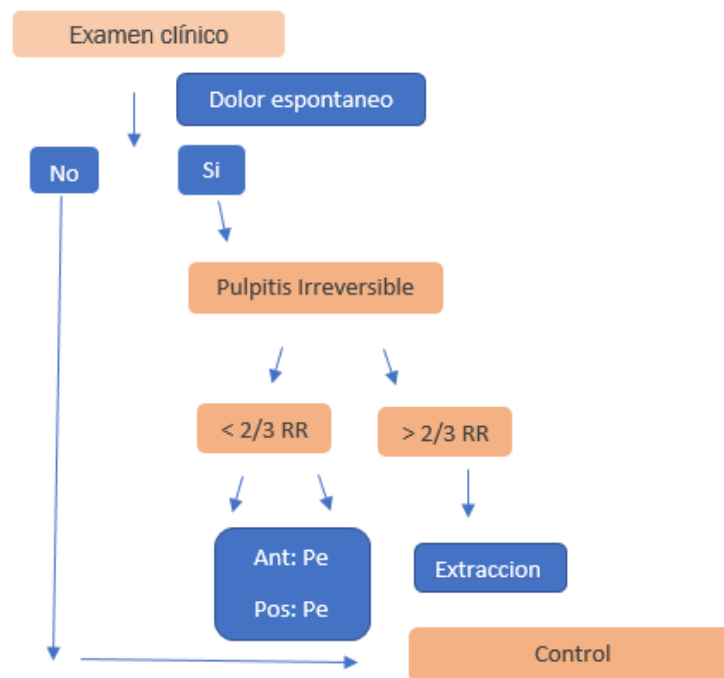 Examen clínico
Dolor espontaneo
No
Si
Pulpitis Irreversible
< 2/3 RR
> 2/3 RR
Ant: Pe
Pos: Pe
Extraccion
Control